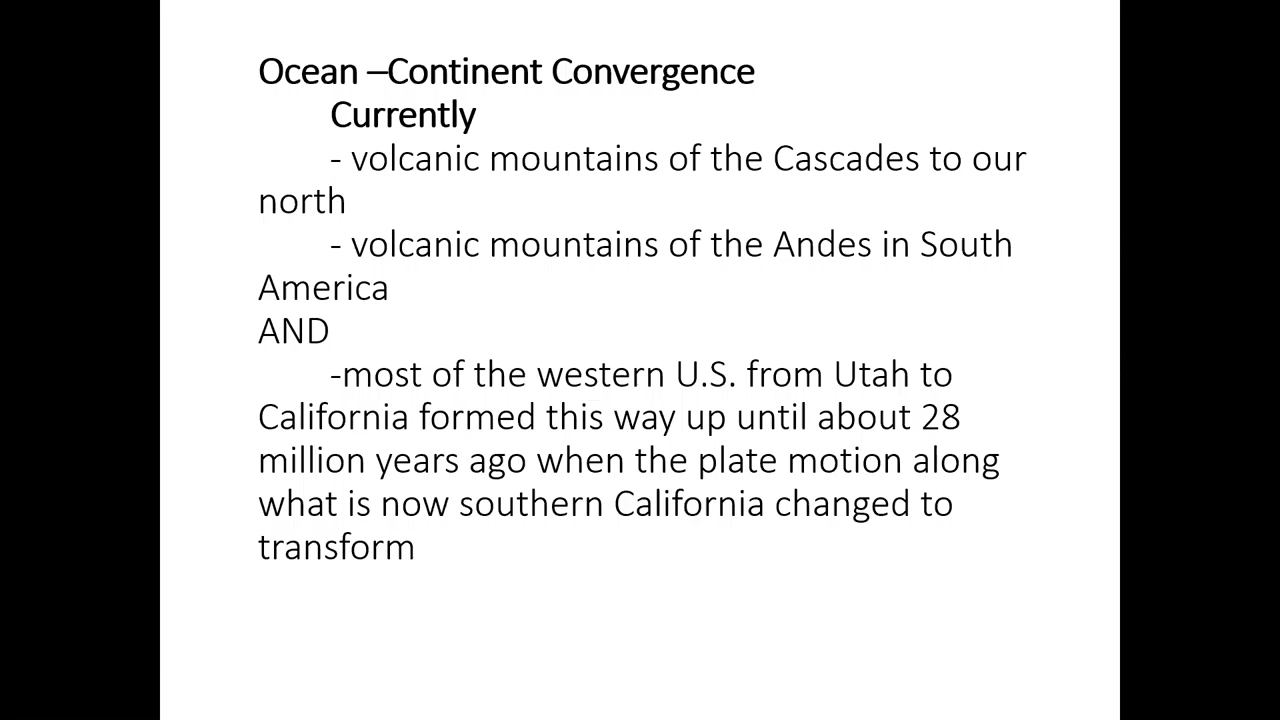 Ocean –Continent Convergence
Currently
- volcanic mountains of the Cascades to our
north
- volcanic mountains of the Andes in South
America
AND
-most of the western U.S. from Utah to
California formed this way up until about 28
million years ago when the plate motion along
what is now southern California changed to
transform